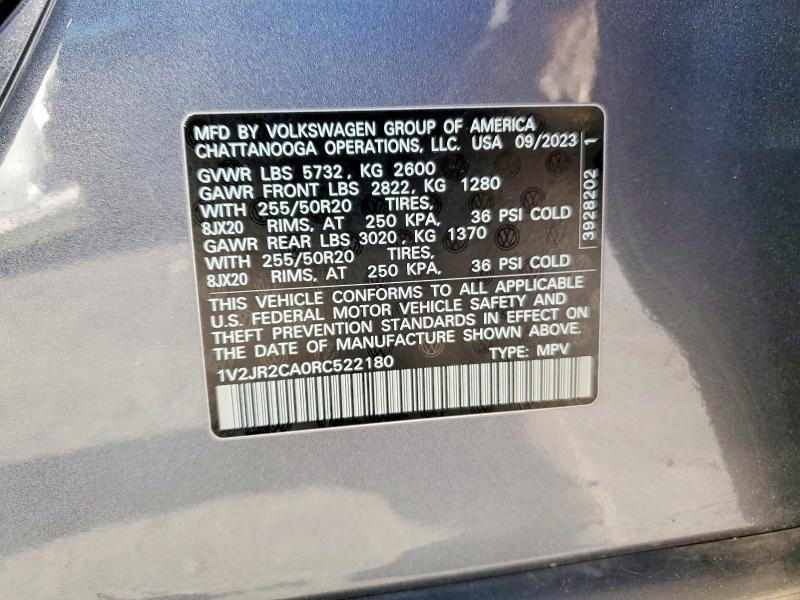 MFD BY VOLKSWAGEN GROUP OF AMERICA
CHATTANOOGA OPERATIONS, LLC. USA 09/2023
GVWR LBS 5732, KG 2600
GAWR FRONT LBS 2822, KG 1280
WITH 255/50R20 TIRES,
8JX20 RIMS, AT 250 KPA, 36 PSI COLD
GAWR REAR LBS 3020, KG 1370
WITH 255/50R20 TIRES,
8JX20 RIMS, AT 250 KPA, 36 PSI COLD
THIS VEHICLE CONFORMS TO ALL APPLICABLE
U.S. FEDERAL MOTOR VEHICLE SAFETY AND
THEFT PREVENTION STANDARDS IN EFFECT ON
THE DATE OF MANUFACTURE SHOWN ABOVE.
1V2JR2CA0RC522180 TYPE: MPV
3928202 1